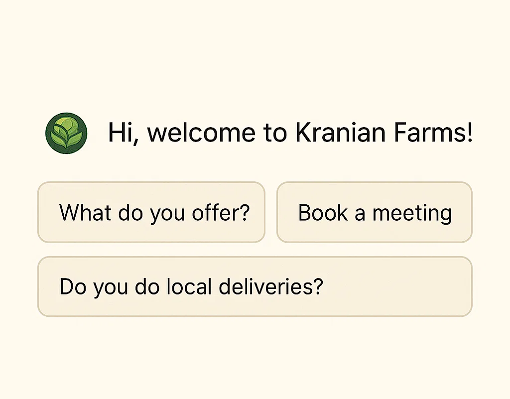 Hi, welcome to Kranian Farms!
What do you offer?
Book a meeting
Do you do local deliveries?